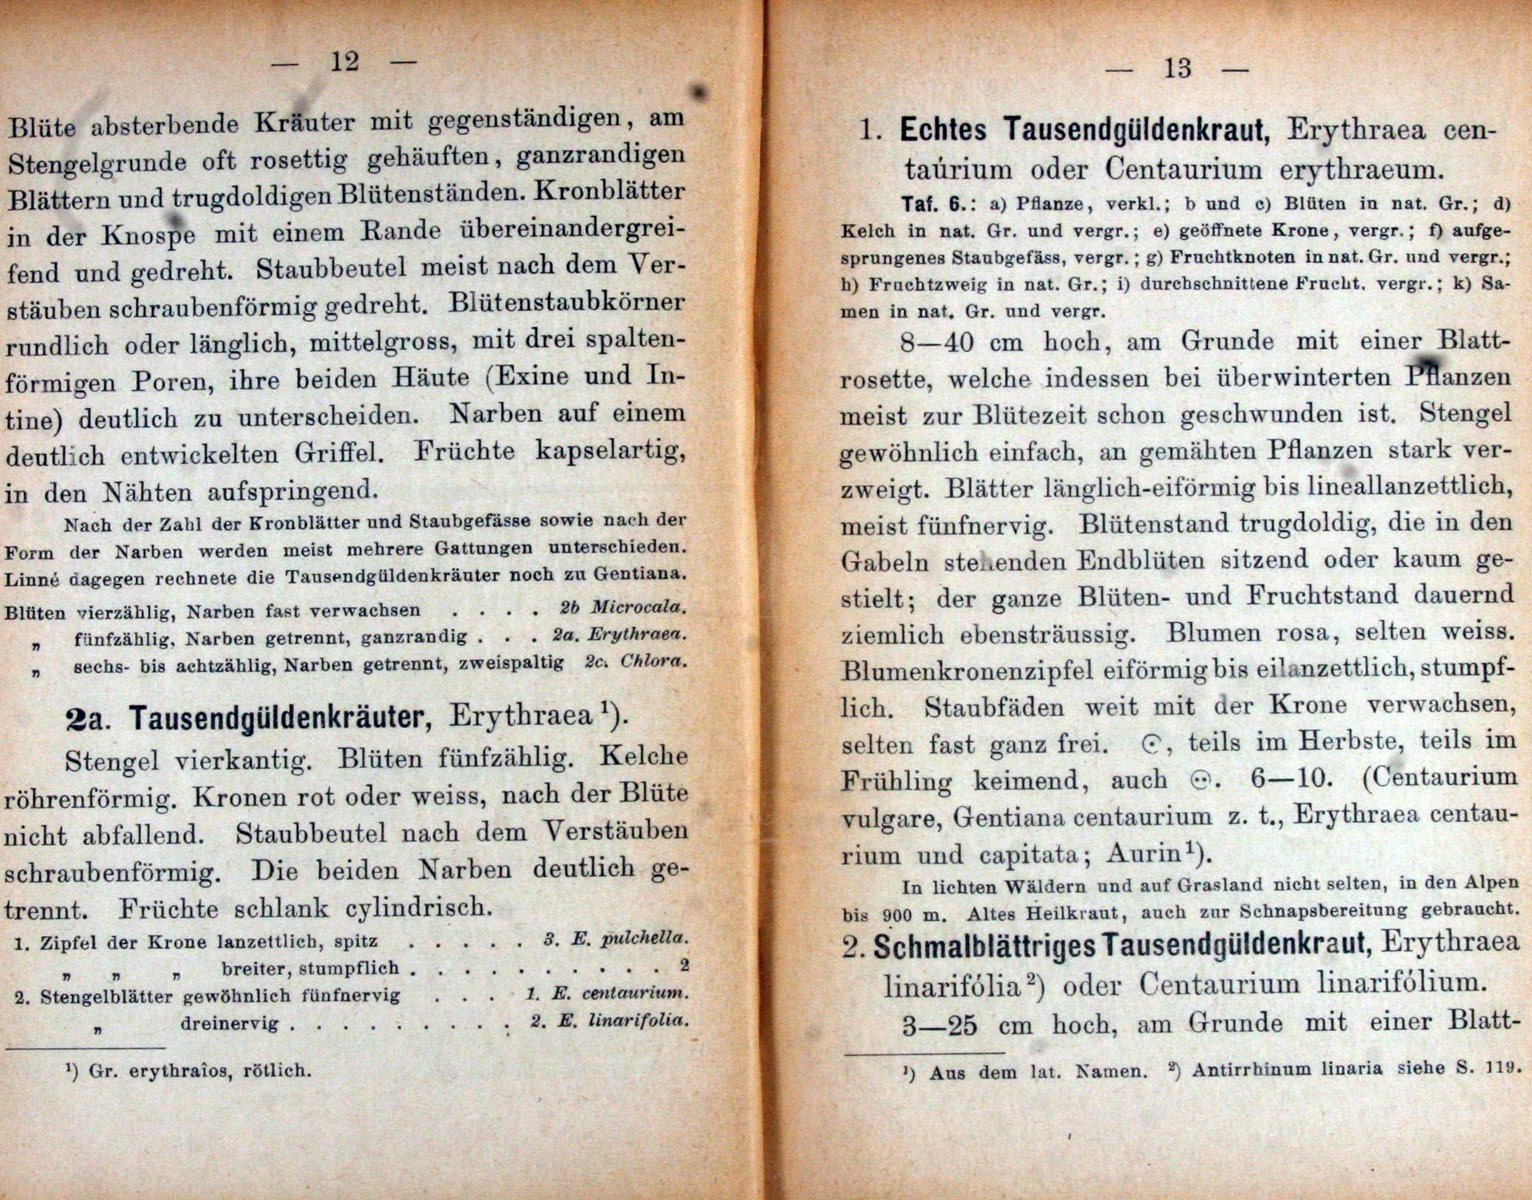 — 12 —
Blüte absterbende Kräuter mit gegenständigen, am
Stengelgrunde oft rosettig gehäuften, ganzrandigen
Blättern und trugdoldigen Blütenständen. Kronblätter
in der Knospe mit einem Rande übereinandergrei-
fend und gedreht. Staubbeutel meist nach dem Ver-
stäuben schraubenförmig gedreht. Blütenstaubkörner
rundlich oder länglich, mittelgross, mit drei spalten-
förmigen Poren, ihre beiden Häute (Exine und In-
tine) deutlich zu unterscheiden. Narben auf einem
deutlich entwickelten Griffel. Früchte kapselartig,
in den Nähten aufspringend.
Nach der Zahl der Kronblätter und Staubgefässe sowie nach der
Form der Narben werden meist mehrere Gattungen unterschieden.
Linné dagegen rechnete die Tausendgüldenkräuter noch zu Gentiana.
Blüten vierzählig, Narben fast verwachsen . . . . 2b Microcala.
„ fünfzählig, Narben getrennt, ganzrandig . . . 2a. Erythraea.
„ sechs- bis achtzählig, Narben getrennt, zweispaltig 2c. Chlora.
2a. Tausendgüldenkräuter, Erythraea ¹).
Stengel vierkantig. Blüten fünfzählig. Kelche
röhrenförmig. Kronen rot oder weiss, nach der Blüte
nicht abfallend. Staubbeutel nach dem Verstäuben
schraubenförmig. Die beiden Narben deutlich ge-
trennt. Früchte schlank cylindrisch.
1. Zipfel der Krone lanzettlich, spitz . . . . . 3. E. pulchella.
„ „ „ breiter, stumpflich . . . . . . . . . . 2
2. Stengelblätter gewöhnlich fünfnervig . . . 1. E. centaurium.
„ dreinervig . . . . . . . . . 2. E. linarifolia.
¹) Gr. erythraîos, rötlich.
— 13 —
1. Echtes Tausendgüldenkraut, Erythraea cen-
taúrium oder Centaurium erythraeum.
Taf. 6.: a) Pflanze, verkl.; b und c) Blüten in nat. Gr.; d)
Kelch in nat. Gr. und vergr.; e) geöffnete Krone, vergr.; f) aufge-
sprungenes Staubgefäss, vergr.; g) Fruchtknoten in nat. Gr. und vergr.;
h) Fruchtzweig in nat. Gr.; i) durchschnittene Frucht, vergr.; k) Sa-
men in nat. Gr. und vergr.
8—40 cm hoch, am Grunde mit einer Blatt-
rosette, welche indessen bei überwinterten Pflanzen
meist zur Blütezeit schon geschwunden ist. Stengel
gewöhnlich einfach, an gemähten Pflanzen stark ver-
zweigt. Blätter länglich-eiförmig bis lineallanzettlich,
meist fünfnervig. Blütenstand trugdoldig, die in den
Gabeln stehenden Endblüten sitzend oder kaum ge-
stielt; der ganze Blüten- und Fruchtstand dauernd
ziemlich ebensträussig. Blumen rosa, selten weiss.
Blumenkronenzipfel eiförmig bis eilanzettlich, stumpf-
lich. Staubfäden weit mit der Krone verwachsen,
selten fast ganz frei. ☉, teils im Herbste, teils im
Frühling keimend, auch ⚇. 6—10. (Centaurium
vulgare, Gentiana centaurium z. t., Erythraea centau-
rium und capitata; Aurin ¹).
In lichten Wäldern und auf Grasland nicht selten, in den Alpen
bis 900 m. Altes Heilkraut, auch zur Schnapsbereitung gebraucht.
2. Schmalblättriges Tausendgüldenkraut, Erythraea
linarifólia ²) oder Centaurium linarifólium.
3—25 cm hoch, am Grunde mit einer Blatt-
¹) Aus dem lat. Namen. ²) Antirrhinum linaria siehe S. 119.